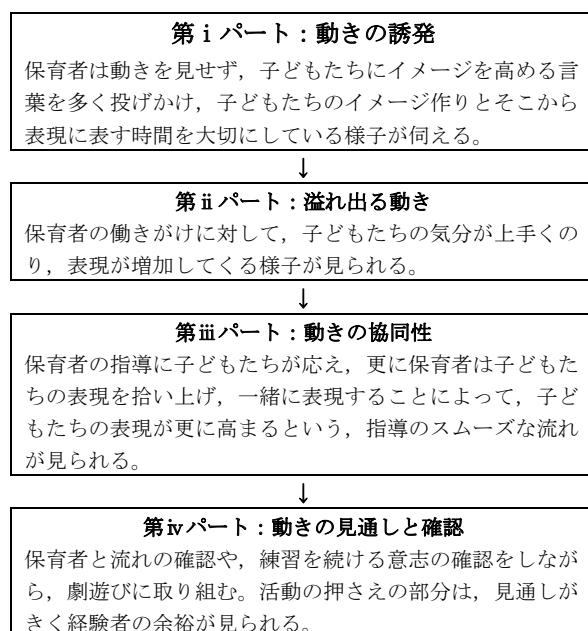 第ⅰパート：動きの誘発
保育者は動きを見せず，子どもたちにイメージを高める言
葉を多く投げかけ，子どもたちのイメージ作りとそこから
表現に表す時間を大切にしている様子が伺える。
↓
第ⅱパート：溢れ出る動き
保育者の働きがけに対して，子どもたちの気分が上手くの
り，表現が増加してくる様子が見られる。
↓
第ⅲパート：動きの協同性
保育者の指導に子どもたちが応え，更に保育者は子どもた
ちの表現を拾い上げ，一緒に表現することによって，子ど
もたちの表現が更に高まるという，指導のスムーズな流れ
が見られる。
↓
第ⅳパート：動きの見通しと確認
保育者と流れの確認や，練習を続ける意志の確認をしなが
ら，劇遊びに取り組む。活動の押さえの部分は，見通しが
きく経験者の余裕が見られる。